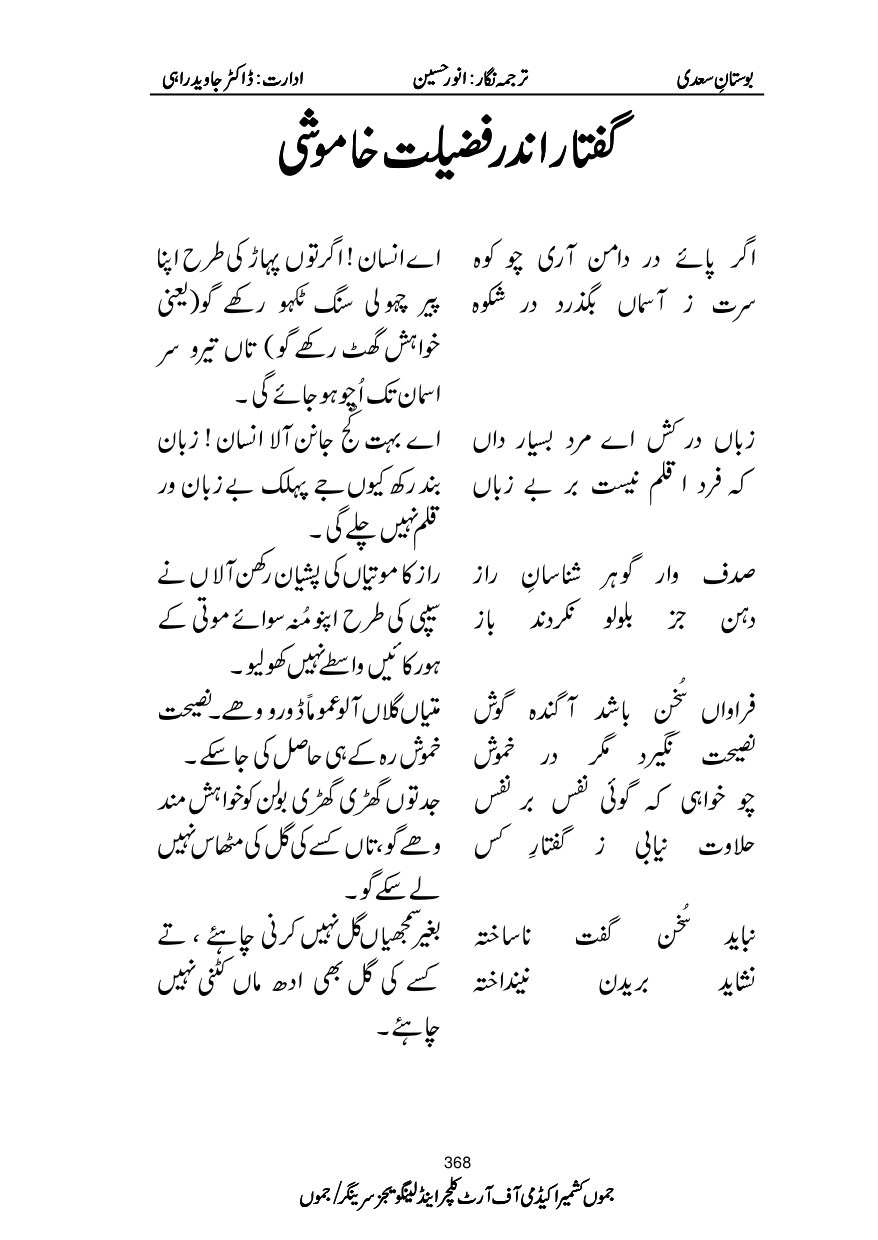 بوستانِ سعدی ترجمہ نگار: انور حسین ادارت: ڈاکٹر جاوید راہی
گفتار اندر فضیلت خاموشی
اگر پائے در دامن آری چو کوہ
سرت ز آسماں بگذرد در شکوہ
اے انسان! اگر توں پہاڑ کی طرح اپنا
پیر چہولی سنگ ٹکہو رکھے گو (یعنی
خواہش گھٹ رکھے گو) تاں تیرو سر
اسمان تک اُچو ہو جائے گی۔
زباں در کش اے مرد بسیار داں
کہ فرد ا قلم نیست بر بے زباں
اے بہت کُج جانن آلا انسان! زبان
بند رکھ کیوں جے پہلک بے زبان ور
قلم نہیں چلے گی۔
صدف وار گوہر شناسانِ راز
دہن جز بلولو نکردند باز
راز کا موتیاں کی پشیان رکھن آلا ں نے
سیپی کی طرح اپنو مُنہ سوائے موتی کے
ہور کائیں واسطے نہیں کھولیو۔
فراواں سُخن باشد آگندہ گوش
نصیحت نگیرد مگر در خموش
متیاں گلاں آلو عموماً ڈورو وھے۔ نصیحت
خموش رہ کے ہی حاصل کی جا سکے۔
چو خواہی کہ گوئی نفس بر نفس
حلاوت نیابی ز گفتارِ کس
جد توں گھڑی گھڑی بولن کو خواہش مند
وھے گو، تاں کسے کی گل کی مٹھاس نہیں
لے سکے گو۔
نباید سُخن گفت ناساختہ
نشاید بریدن نینداختہ
بغیر سمجھیاں گل نہیں کرنی چاہئے ، تے
کسے کی گل بھی ادھ ماں کٹنی نہیں
چاہئے۔
368
جموں کشمیر اکیڈمی آف آرٹ کلچر اینڈ لینگویجز سرینگر/ جموں